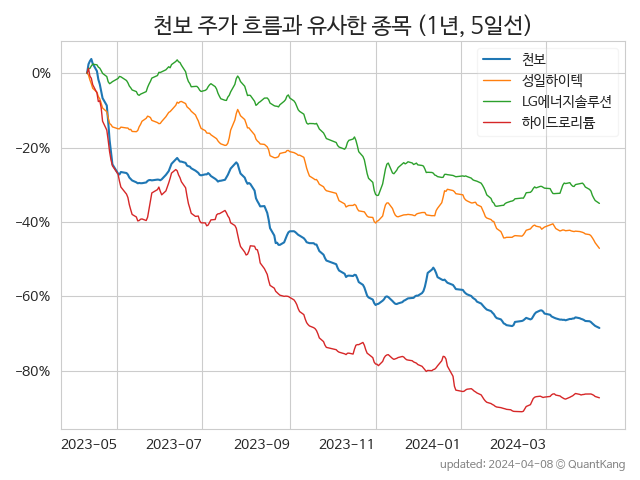 천보 주가 흐름과 유사한 종목 (1년, 5일선)
천보
성일하이텍
LG에너지솔루션
하이드로리튬
0%
−20%
−40%
−60%
−80%
2023-05 2023-07 2023-09 2023-11 2024-01 2024-03
updated: 2024-04-08 © QuantKang